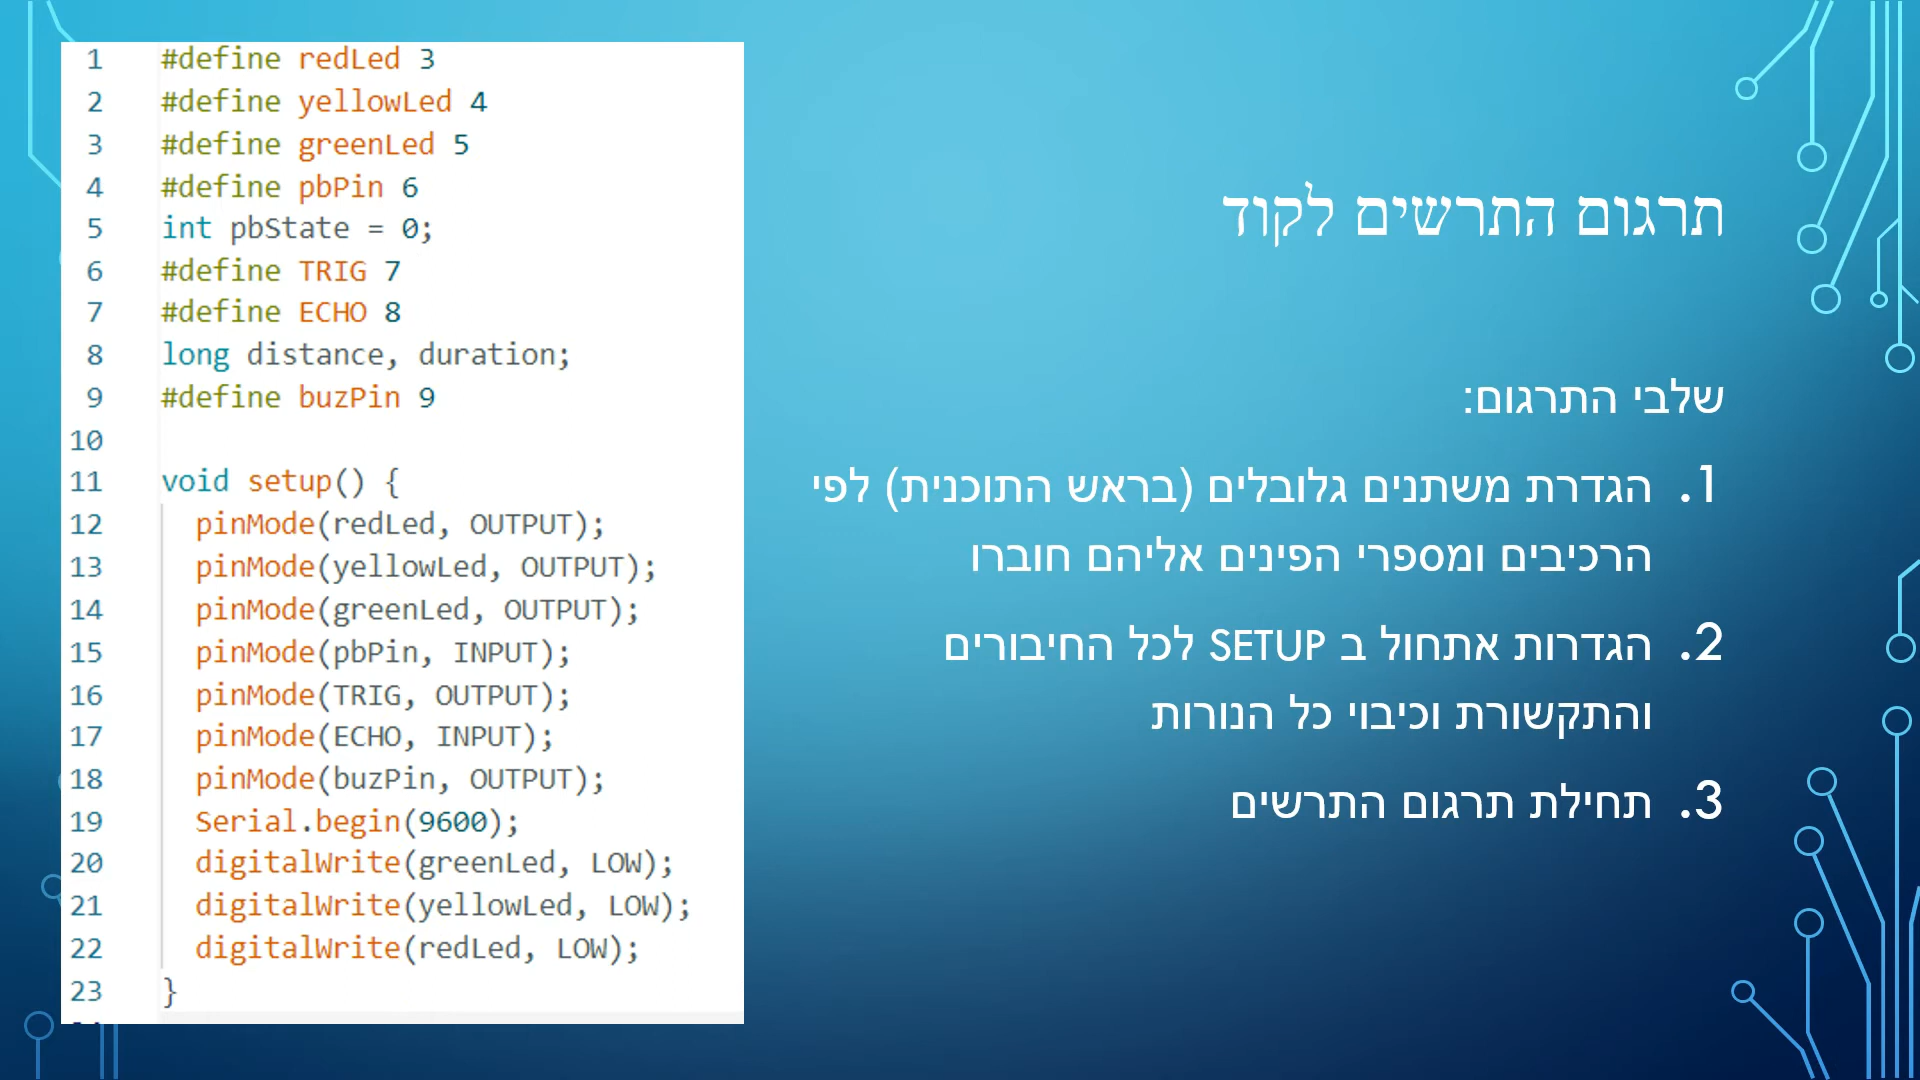 1 #define redLed 3
2 #define yellowLed 4
3 #define greenLed 5
4 #define pbPin 6
5 int pbState = 0;
6 #define TRIG 7
7 #define ECHO 8
8 long distance, duration;
9 #define buzPin 9
10
11 void setup() {
12 pinMode(redLed, OUTPUT);
13 pinMode(yellowLed, OUTPUT);
14 pinMode(greenLed, OUTPUT);
15 pinMode(pbPin, INPUT);
16 pinMode(TRIG, OUTPUT);
17 pinMode(ECHO, INPUT);
18 pinMode(buzPin, OUTPUT);
19 Serial.begin(9600);
20 digitalWrite(greenLed, LOW);
21 digitalWrite(yellowLed, LOW);
22 digitalWrite(redLed, LOW);
23 }
תרגום התרשים לקוד
שלבי התרגום:
1. הגדרת משתנים גלובלים (בראש התוכנית) לפי
הרכיבים ומספרי הפינים אליהם חוברו
2. הגדרות אתחול ב SETUP לכל החיבורים
והתקשורת וכיבוי כל הנורות
3. תחילת תרגום התרשים